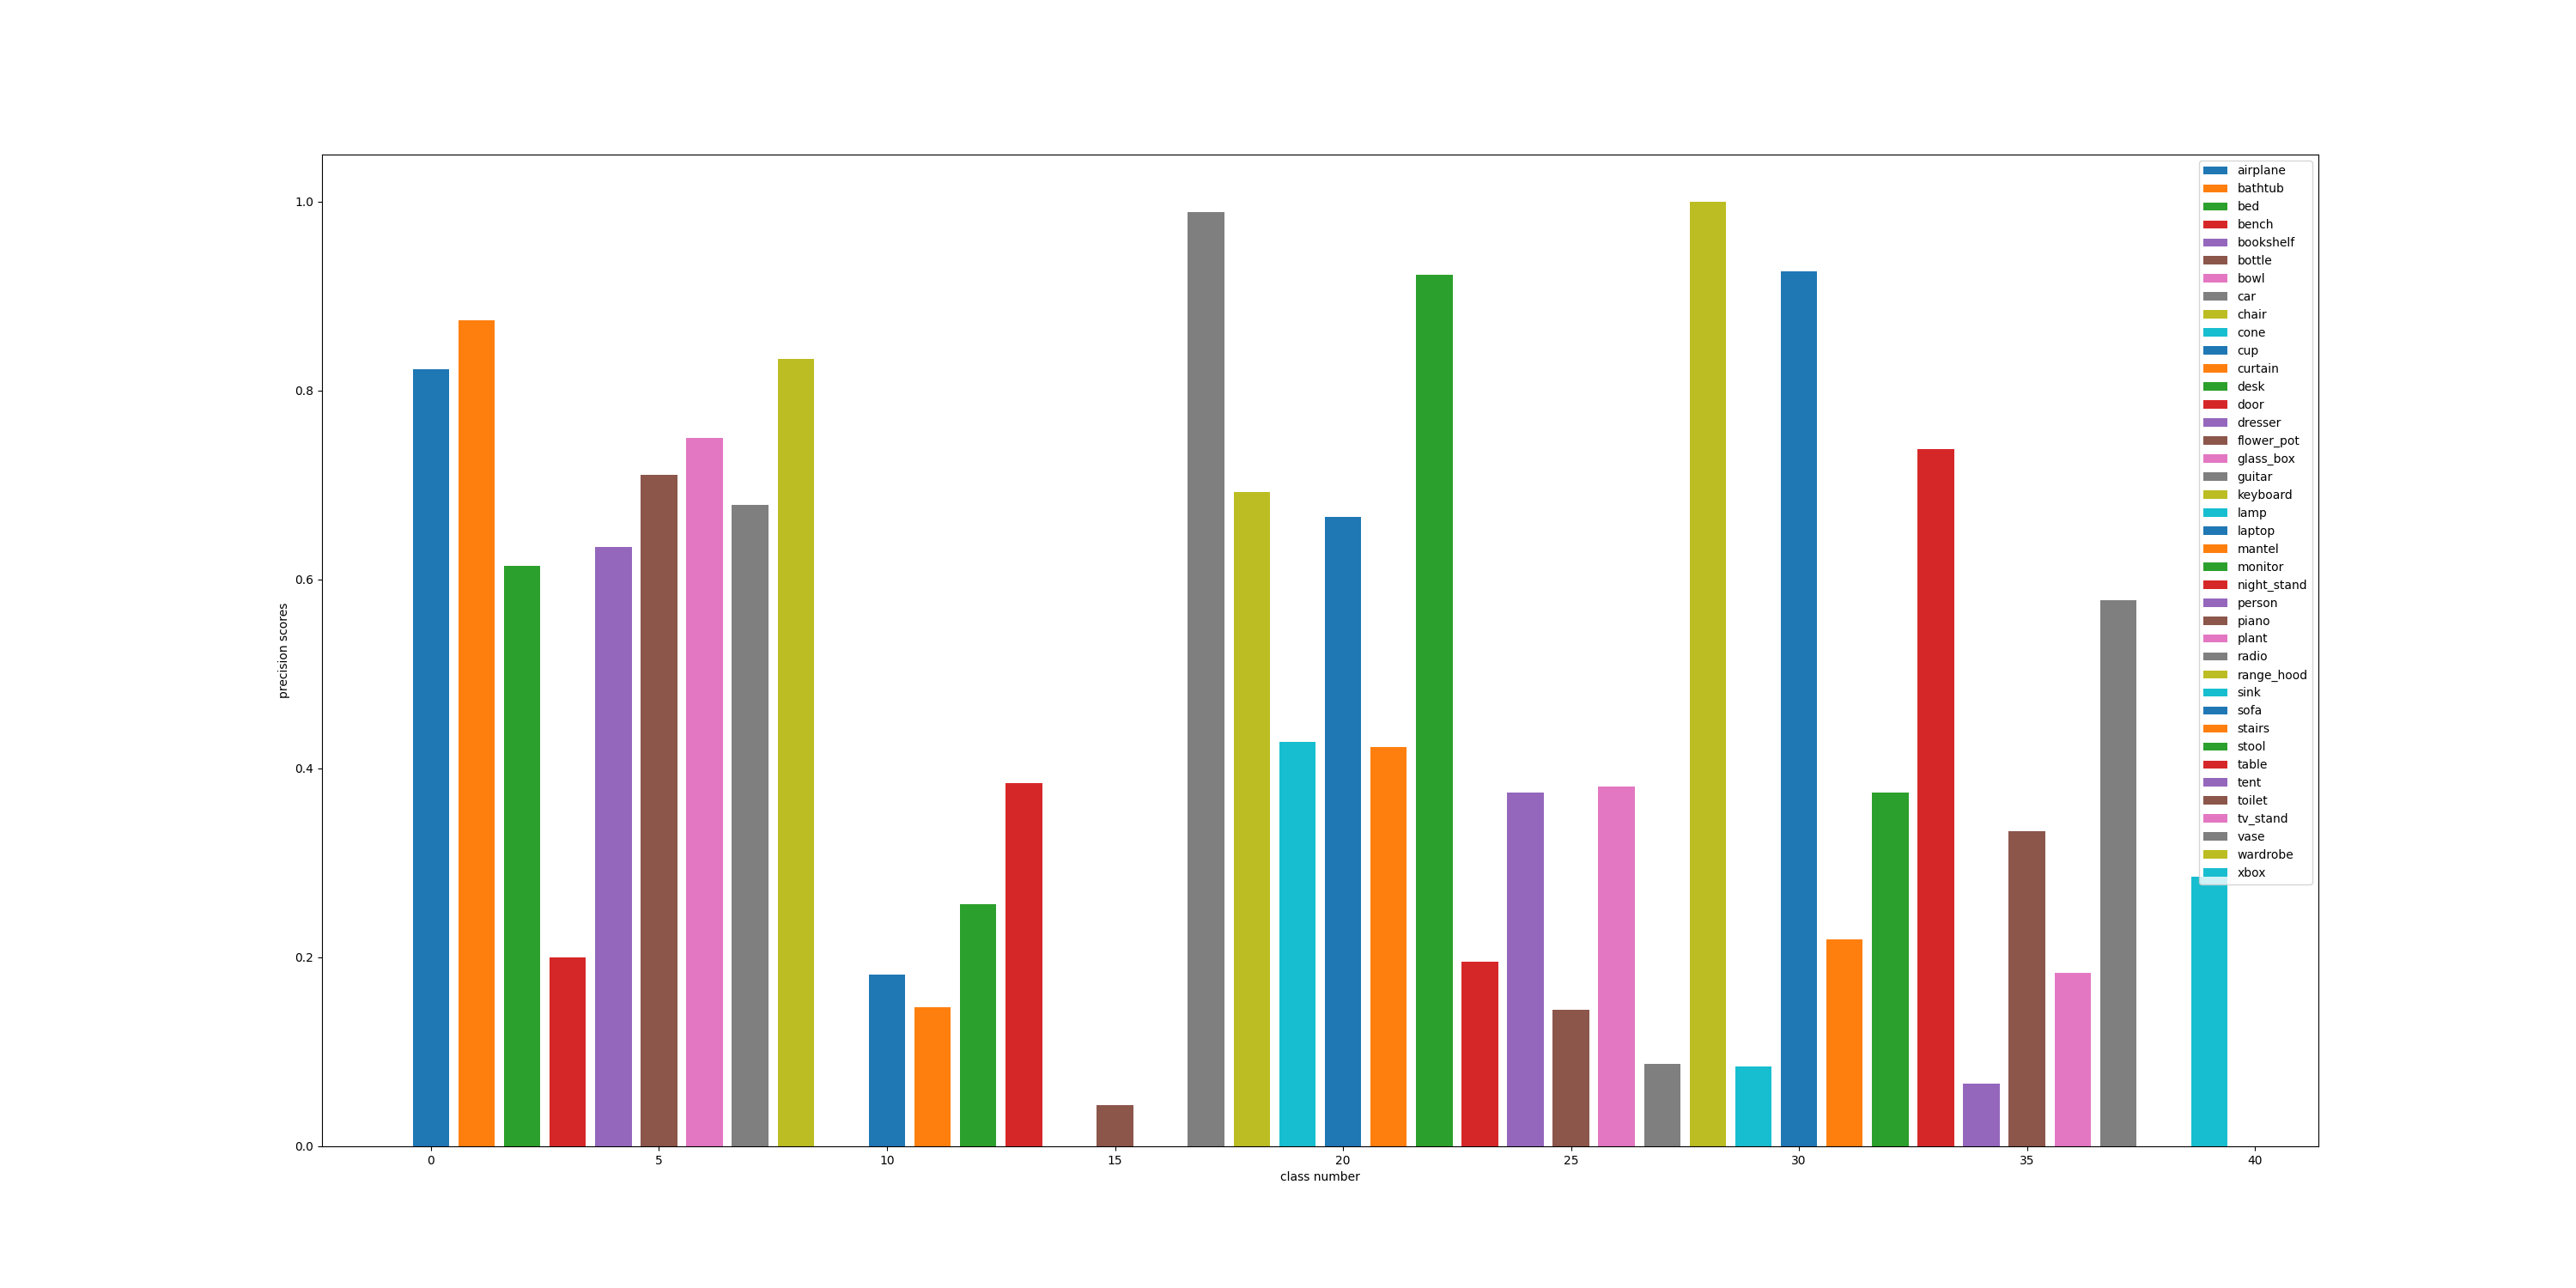 1.0
0.8
0.6
0.4
0.2
0.0
precision scores
0 5 10 15 20 25 30 35 40
class number
airplane
bathtub
bed
bench
bookshelf
bottle
bowl
car
chair
cone
cup
curtain
desk
door
dresser
flower_pot
glass_box
guitar
keyboard
lamp
laptop
mantel
monitor
night_stand
person
piano
plant
radio
range_hood
sink
sofa
stairs
stool
table
tent
toilet
tv_stand
vase
wardrobe
xbox